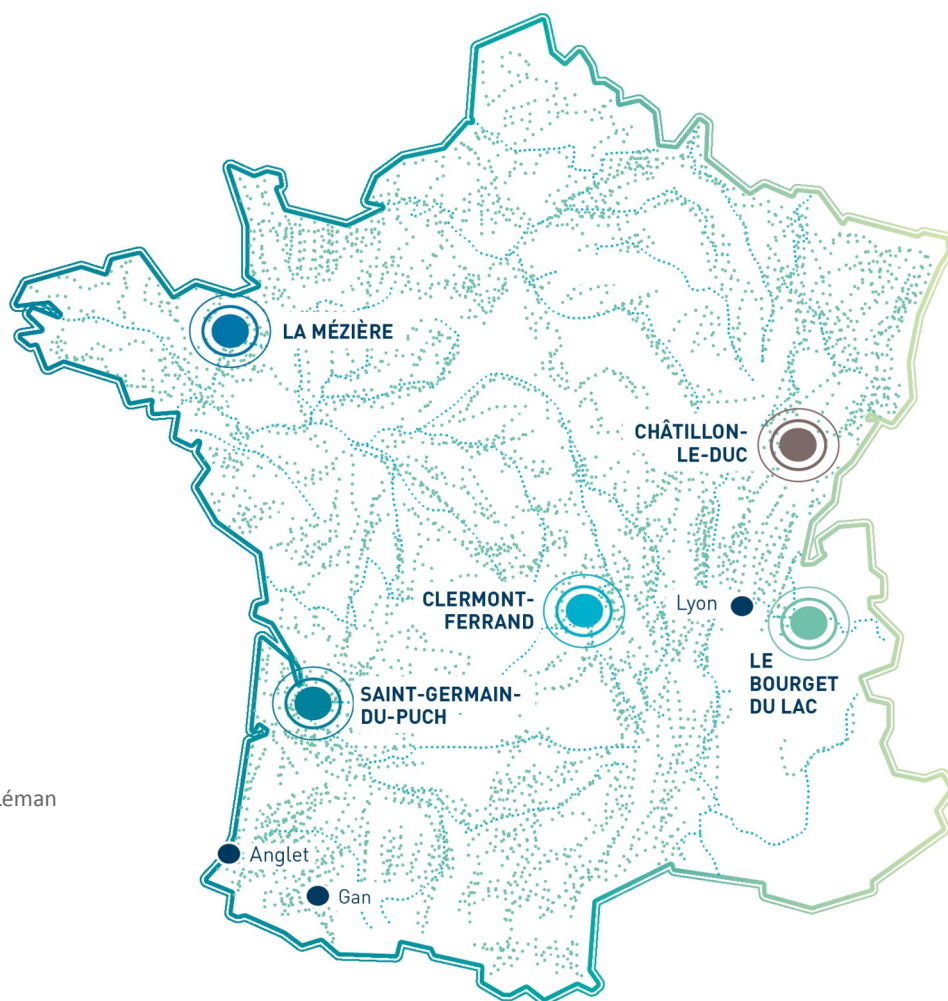 LA MÉZIÈRE
CHÂTILLON-
LE-DUC
CLERMONT-
FERRAND
Lyon
LE
BOURGET
DU LAC
SAINT-GERMAIN-
DU-PUCH
Léman
Anglet
Gan